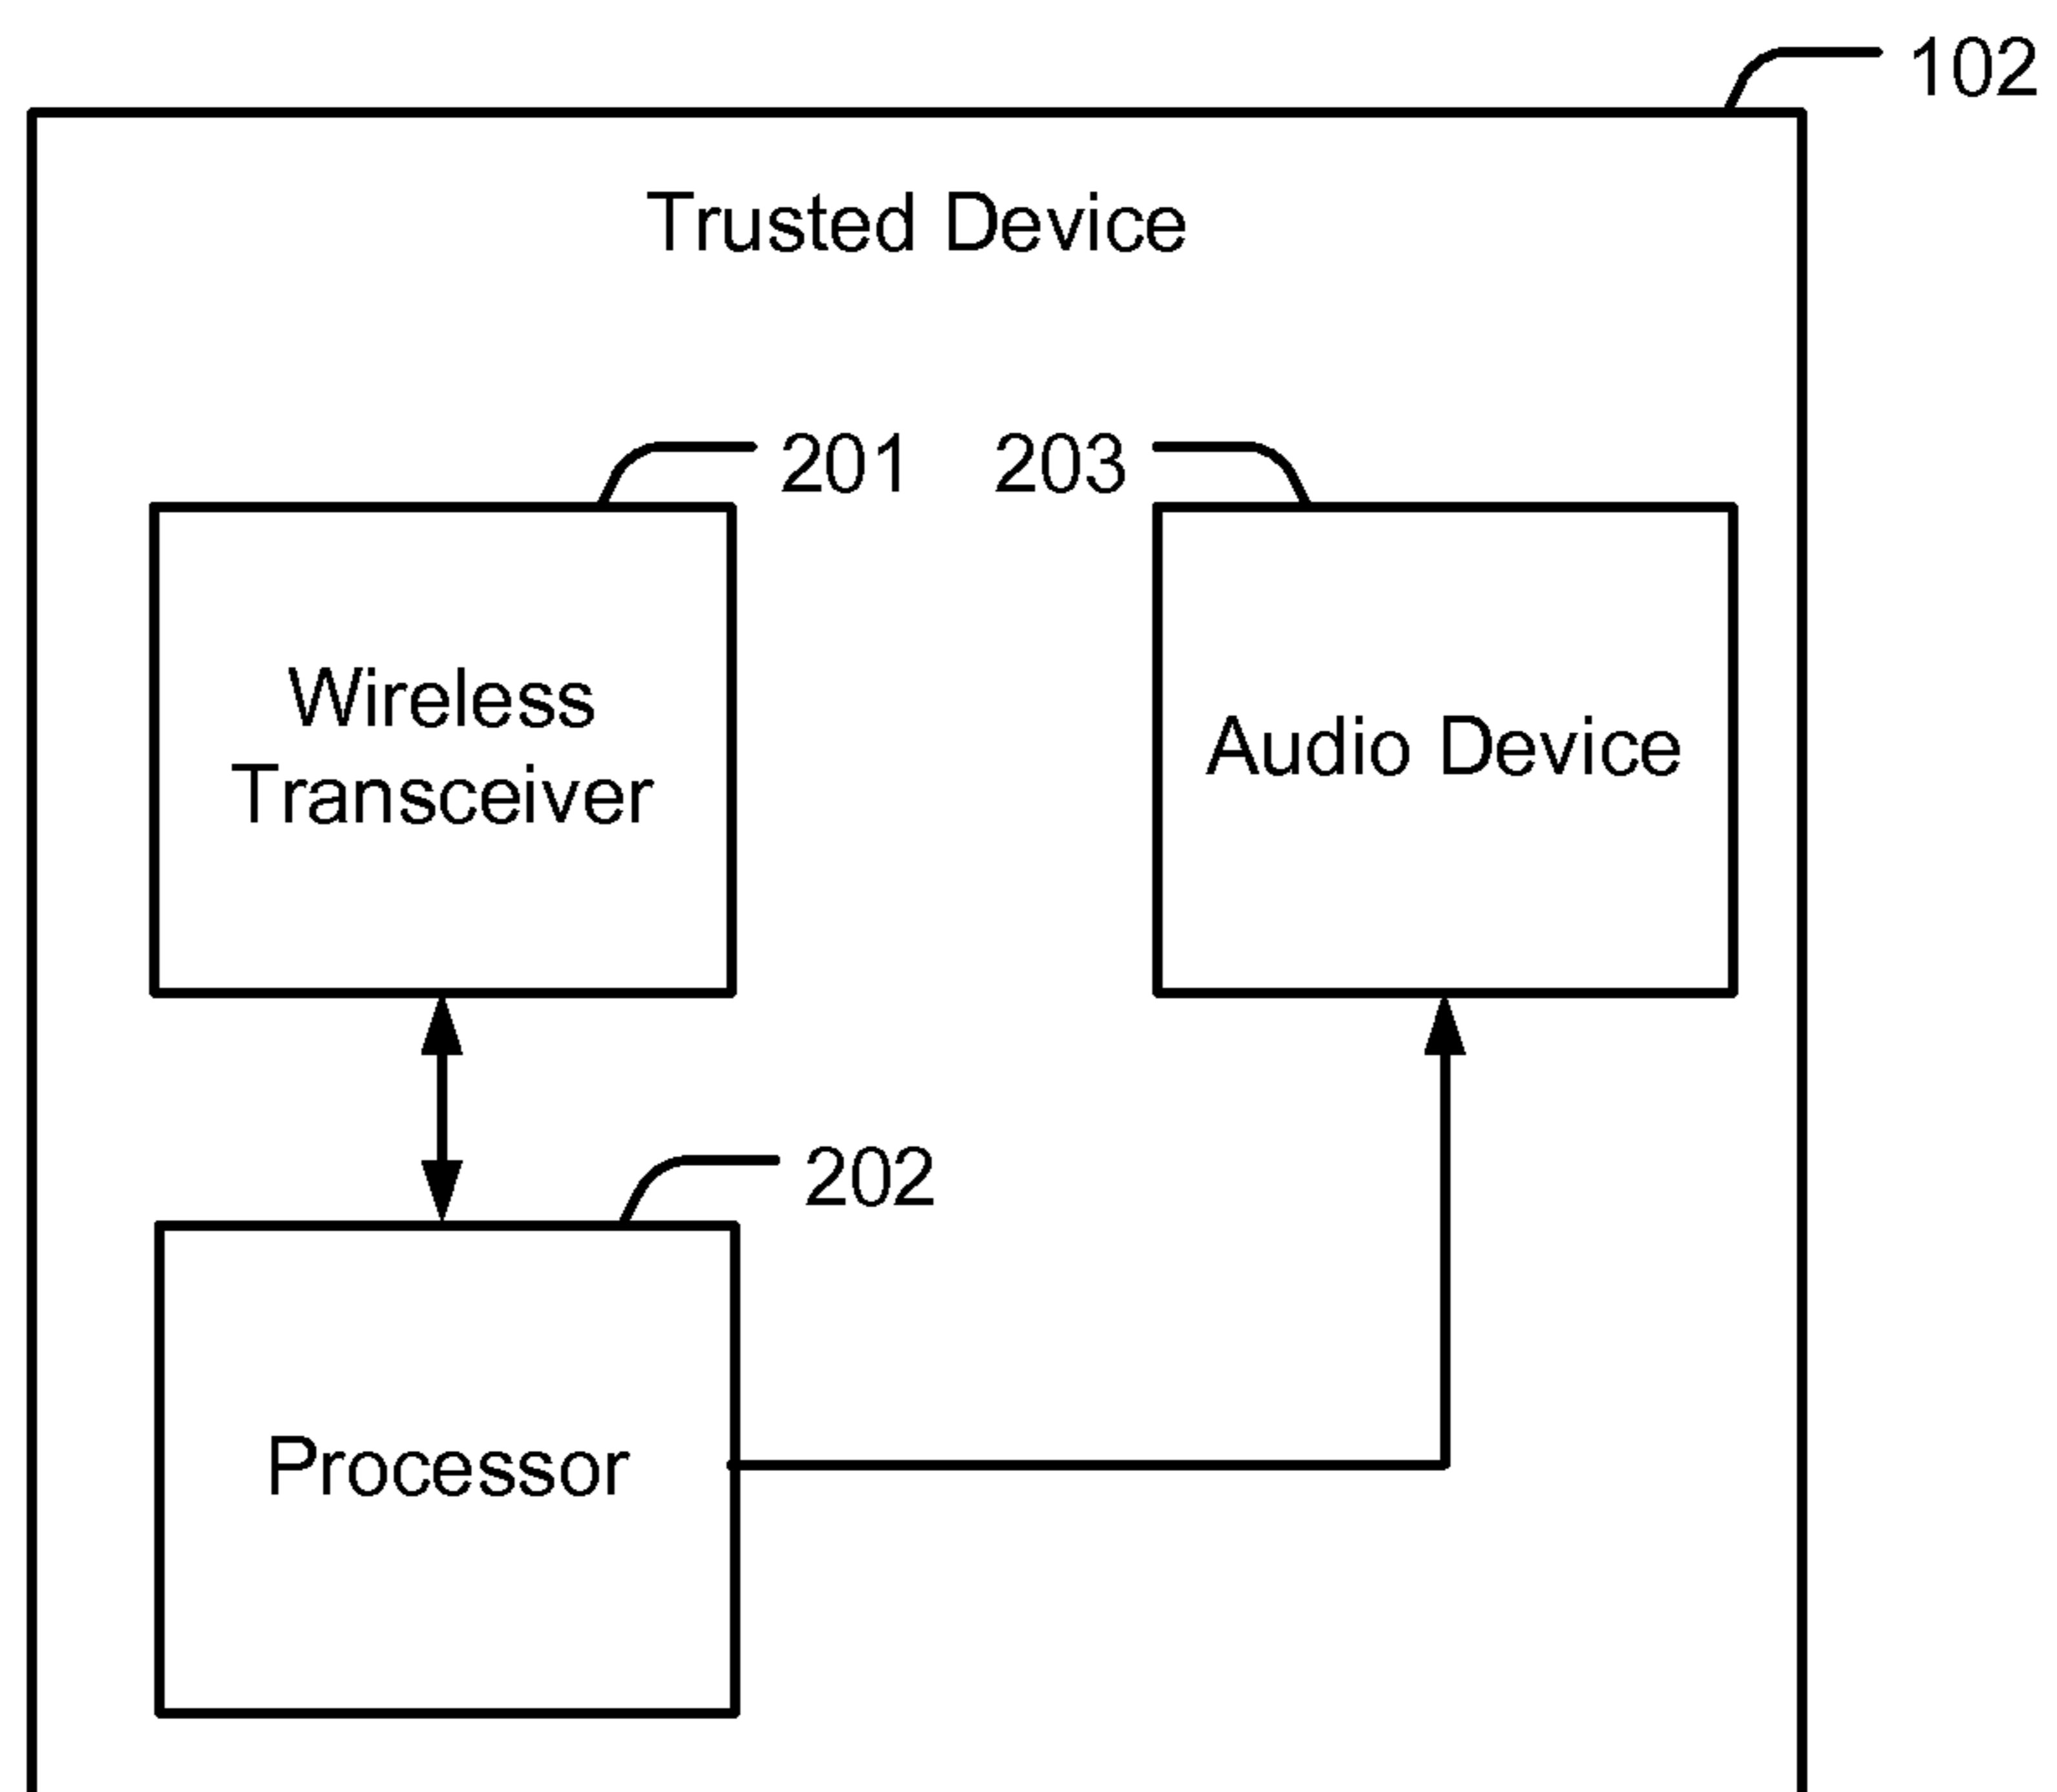 102
Trusted Device
201
203
Wireless
Transceiver
Audio Device
202
Processor